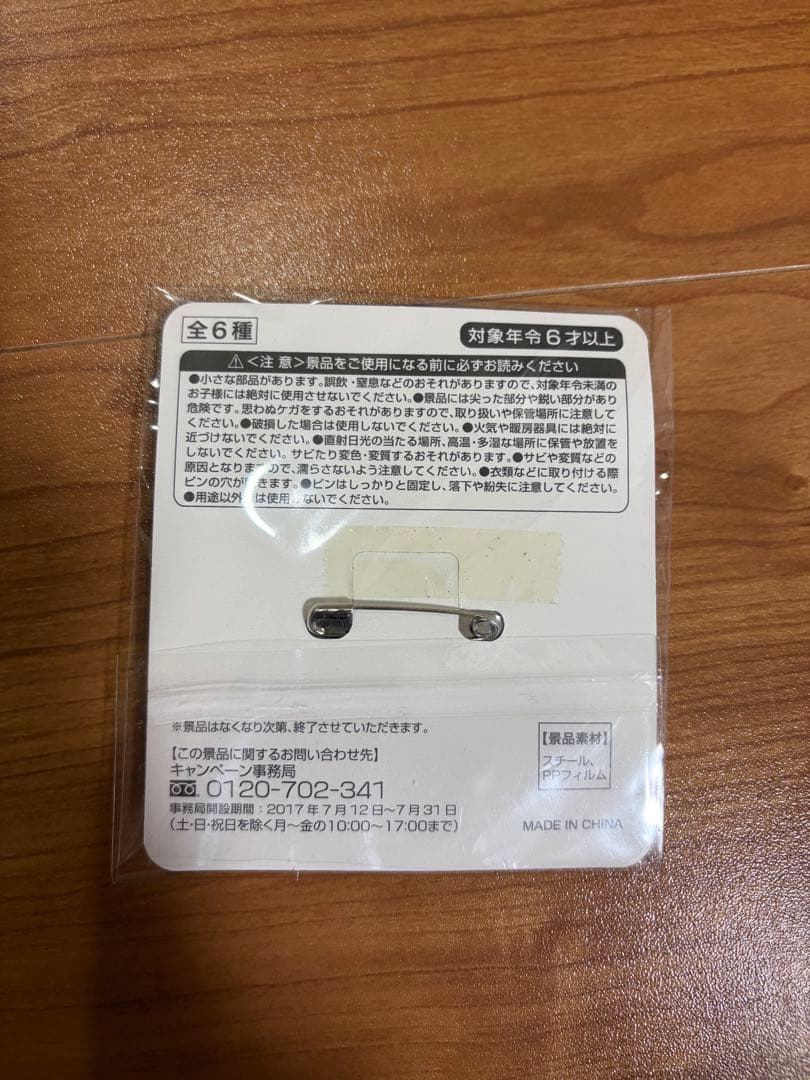 全6種
対象年令6才以上
⚠<注 意>景品をご使用になる前に必ずお読みください
●小さな部品があります。誤飲・窒息などのおそれがありますので、対象年令未満の
お子様には絶対に使用させないでください。●景品には尖った部分や鋭い部分があり
危険です。思わぬケガをするおそれがありますので、取り扱いや保管場所に注意して
ください。●破損した場合は使用しないでください。●火気や暖房器具には絶対に
近づけないでください。●直射日光の当たる場所、高温・多湿な場所に保管や放置を
しないでください。サビたり変色・変質するおそれがあります。●サビや変質などの
原因となりますので、濡らさないよう注意してください。●衣類などに取り付ける際
ピンの穴が きます。●ピンはしっかりと固定し、落下や紛失に注意してください。
●用途以外 は使用 ないでください。
※景品はなくなり次第、終了させていただきます。
【この景品に関するお問い合わせ先】
キャンペーン事務局
0120-702-341
事務局開設期間:2017年7月12日~7月31日
(土・日・祝日を除く月~金の10:00~17:00まで)
【景品素材】
スチール、
PPフィルム
MADE IN CHINA